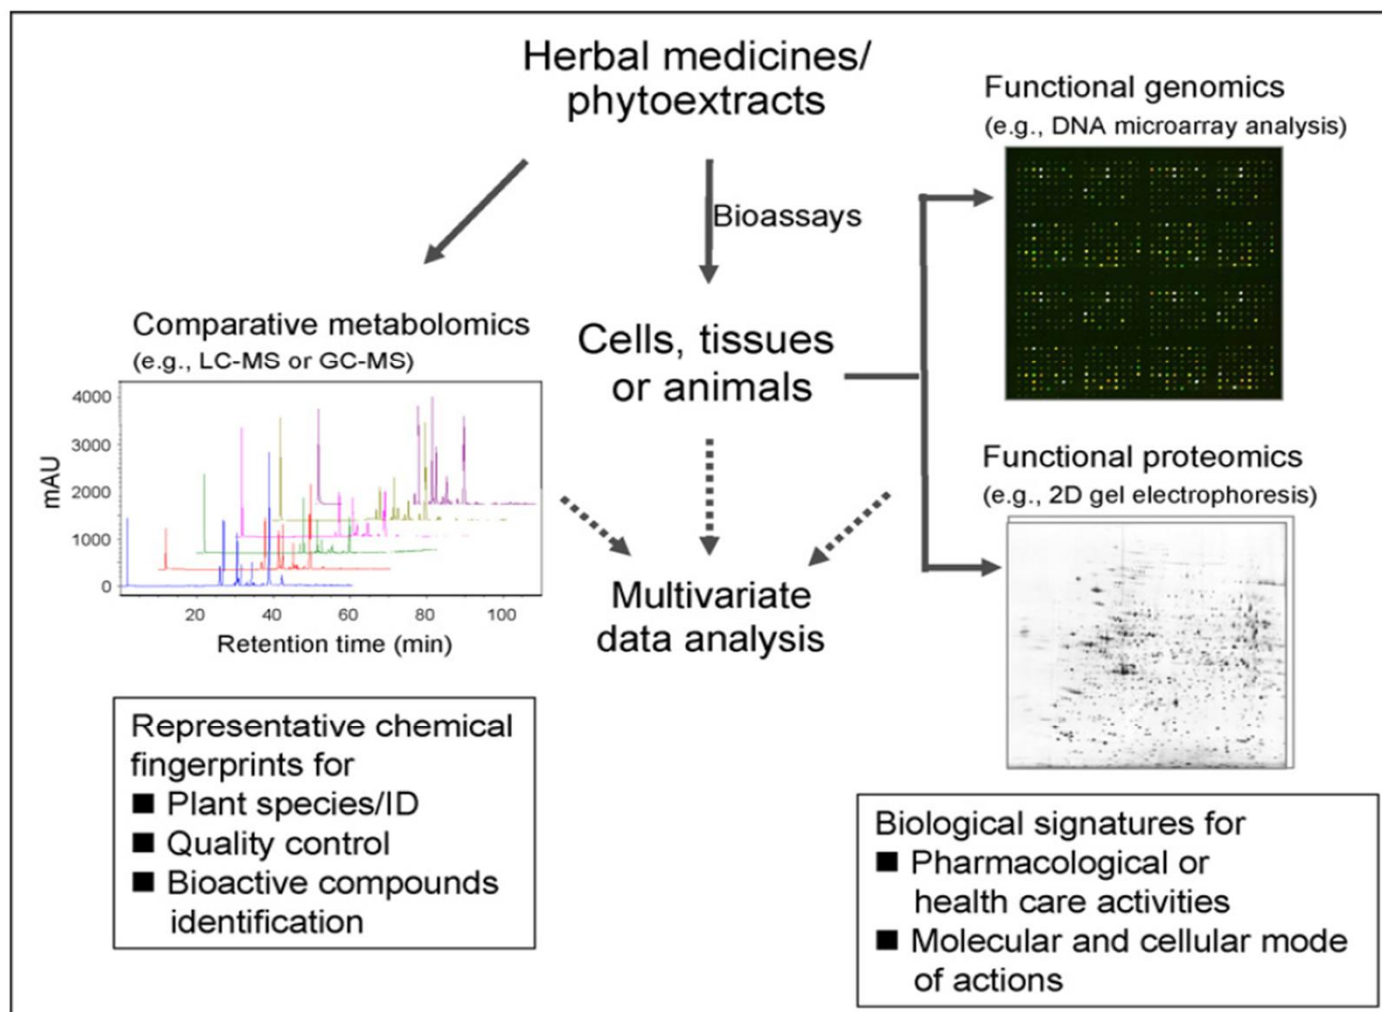 Herbal medicines/
phytoextracts
Functional genomics
(e.g., DNA microarray analysis)
Bioassays
Comparative metabolomics
(e.g., LC-MS or GC-MS)
Cells, tissues
or animals
4000
3000
2000
1000
0
mAU
20 40 60 80 100
Retention time (min)
Functional proteomics
(e.g., 2D gel electrophoresis)
Multivariate
data analysis
Representative chemical
fingerprints for
■ Plant species/ID
■ Quality control
■ Bioactive compounds
identification
Biological signatures for
■ Pharmacological or
health care activities
■ Molecular and cellular mode
of actions